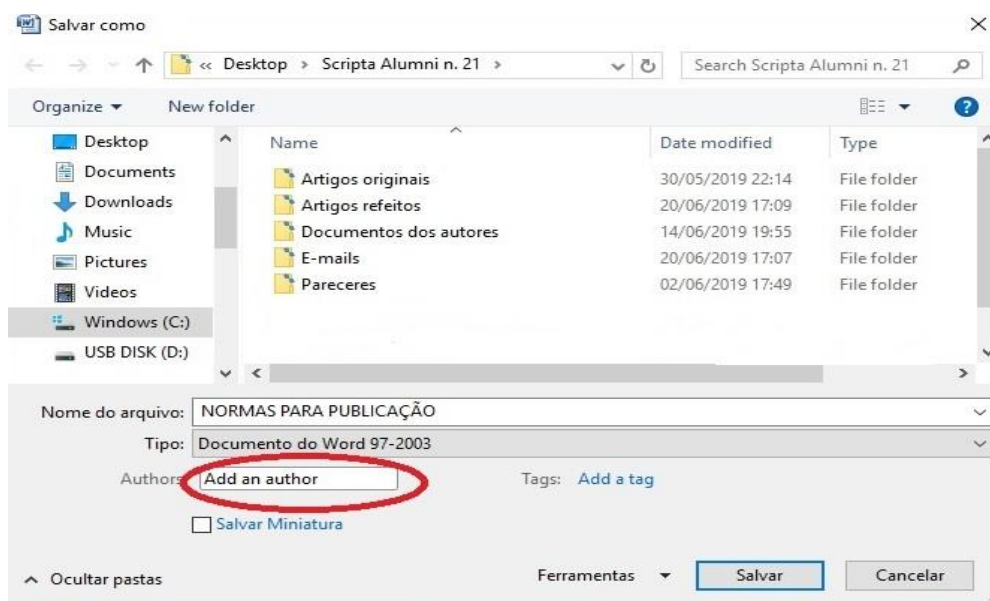 Salvar como
« Desktop › Scripta Alumni n. 21 › Search Scripta Alumni n. 21
Organize New folder ?
Desktop Name Date modified Type
Documents Artigos originais 30/05/2019 22:14 File folder
Downloads Artigos refeitos 20/06/2019 17:09 File folder
Music Documentos dos autores 14/06/2019 19:55 File folder
Pictures E-mails 20/06/2019 17:07 File folder
Videos Pareceres 02/06/2019 17:49 File folder
Windows (C:)
USB DISK (D:)
Nome do arquivo: NORMAS PARA PUBLICAÇÃO
Tipo: Documento do Word 97-2003
Authors Add an author Tags: Add a tag
Salvar Miniatura
Ocultar pastas Ferramentas Salvar Cancelar